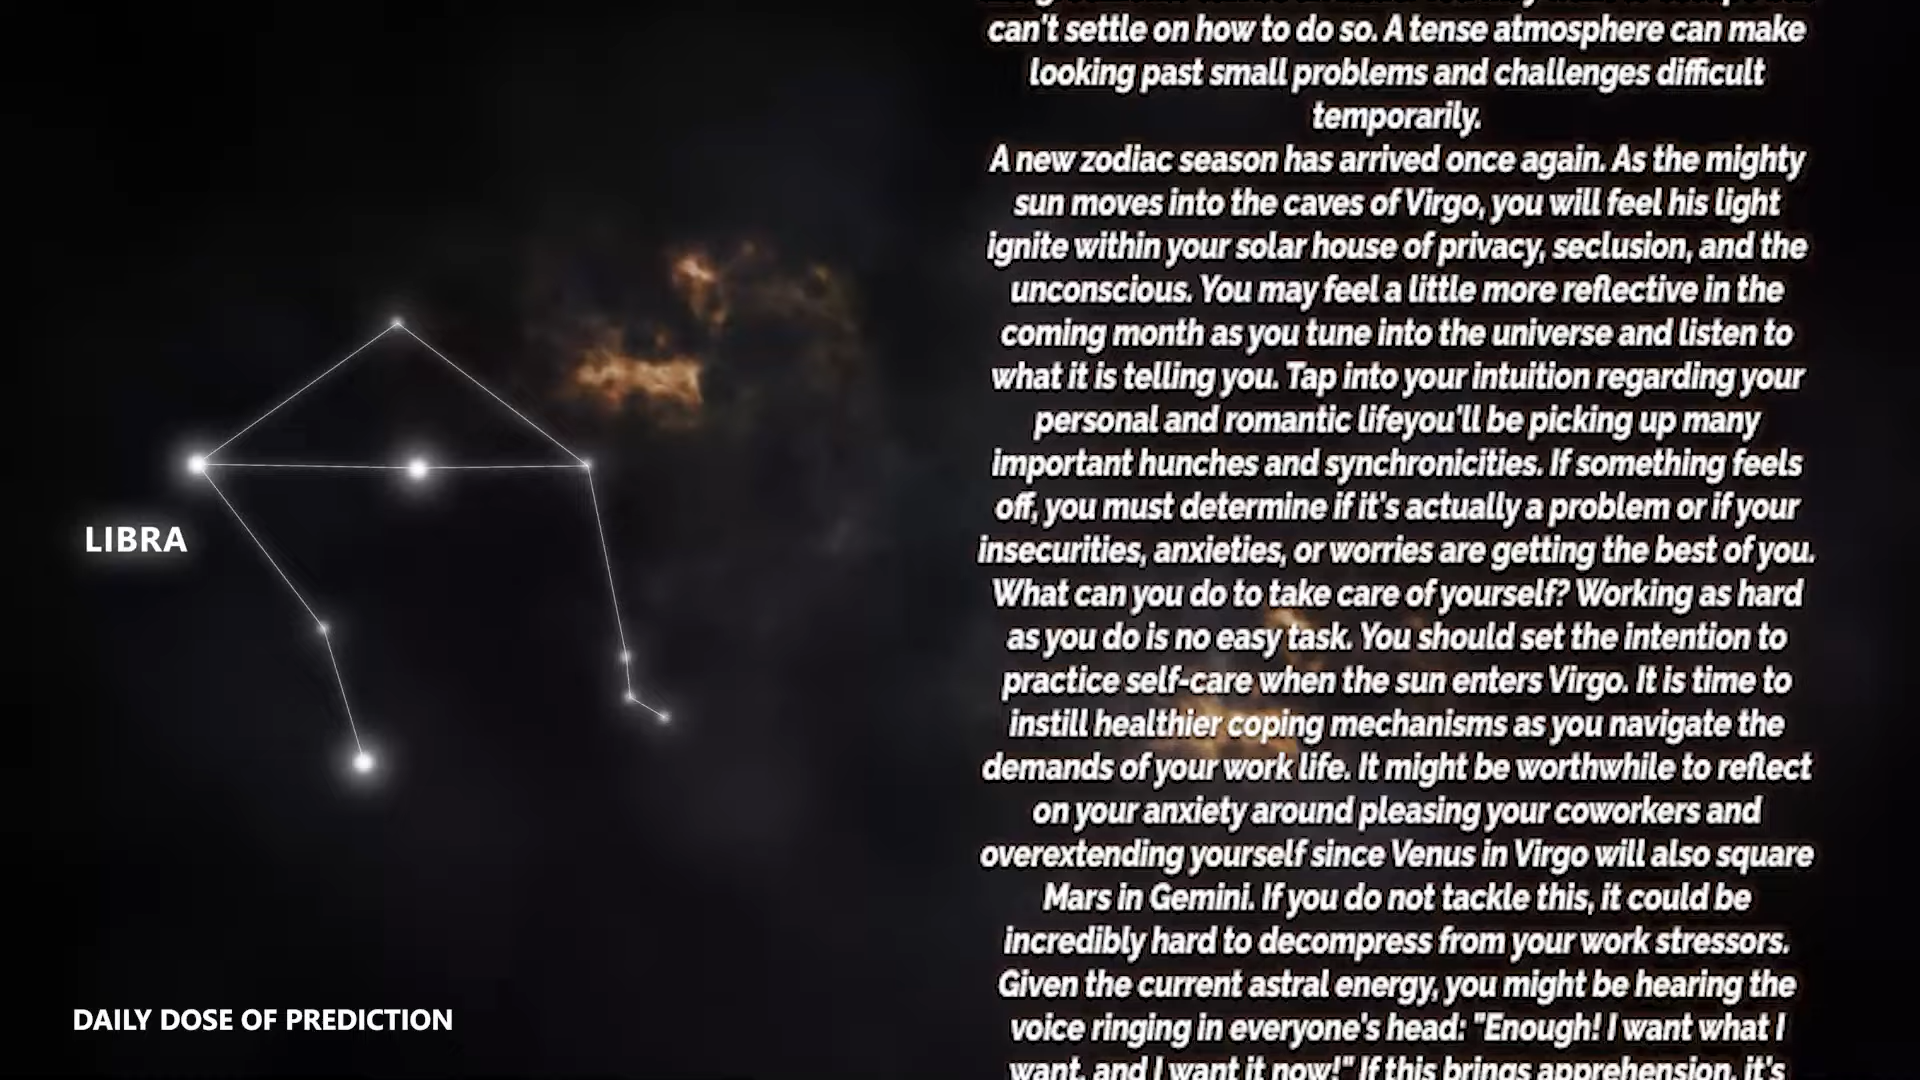 can't settle on how to do so. A tense atmosphere can make
looking past small problems and challenges difficult
temporarily.
A new zodiac season has arrived once again. As the mighty
sun moves into the caves of Virgo, you will feel his light
ignite within your solar house of privacy, seclusion, and the
unconscious. You may feel a little more reflective in the
coming month as you tune into the universe and listen to
what it is telling you. Tap into your intuition regarding your
personal and romantic lifeyou'll be picking up many
important hunches and synchronicities. If something feels
off, you must determine if it's actually a problem or if your
insecurities, anxieties, or worries are getting the best of you.
What can you do to take care of yourself? Working as hard
as you do is no easy task. You should set the intention to
practice self-care when the sun enters Virgo. It is time to
instill healthier coping mechanisms as you navigate the
demands of your work life. It might be worthwhile to reflect
on your anxiety around pleasing your coworkers and
overextending yourself since Venus in Virgo will also square
Mars in Gemini. If you do not tackle this, it could be
incredibly hard to decompress from your work stressors.
Given the current astral energy, you might be hearing the
voice ringing in everyone's head: "Enough! I want what I
want, and I want it now!" If this brings apprehension, it's
LIBRA
DAILY DOSE OF PREDICTION